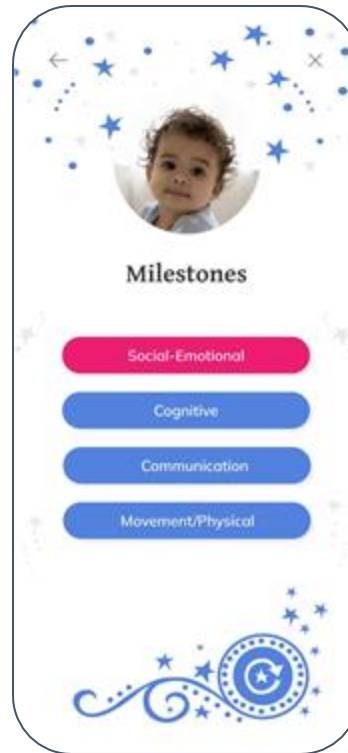 Milestones
Social-Emotional
Cognitive
Communication
Movement/Physical